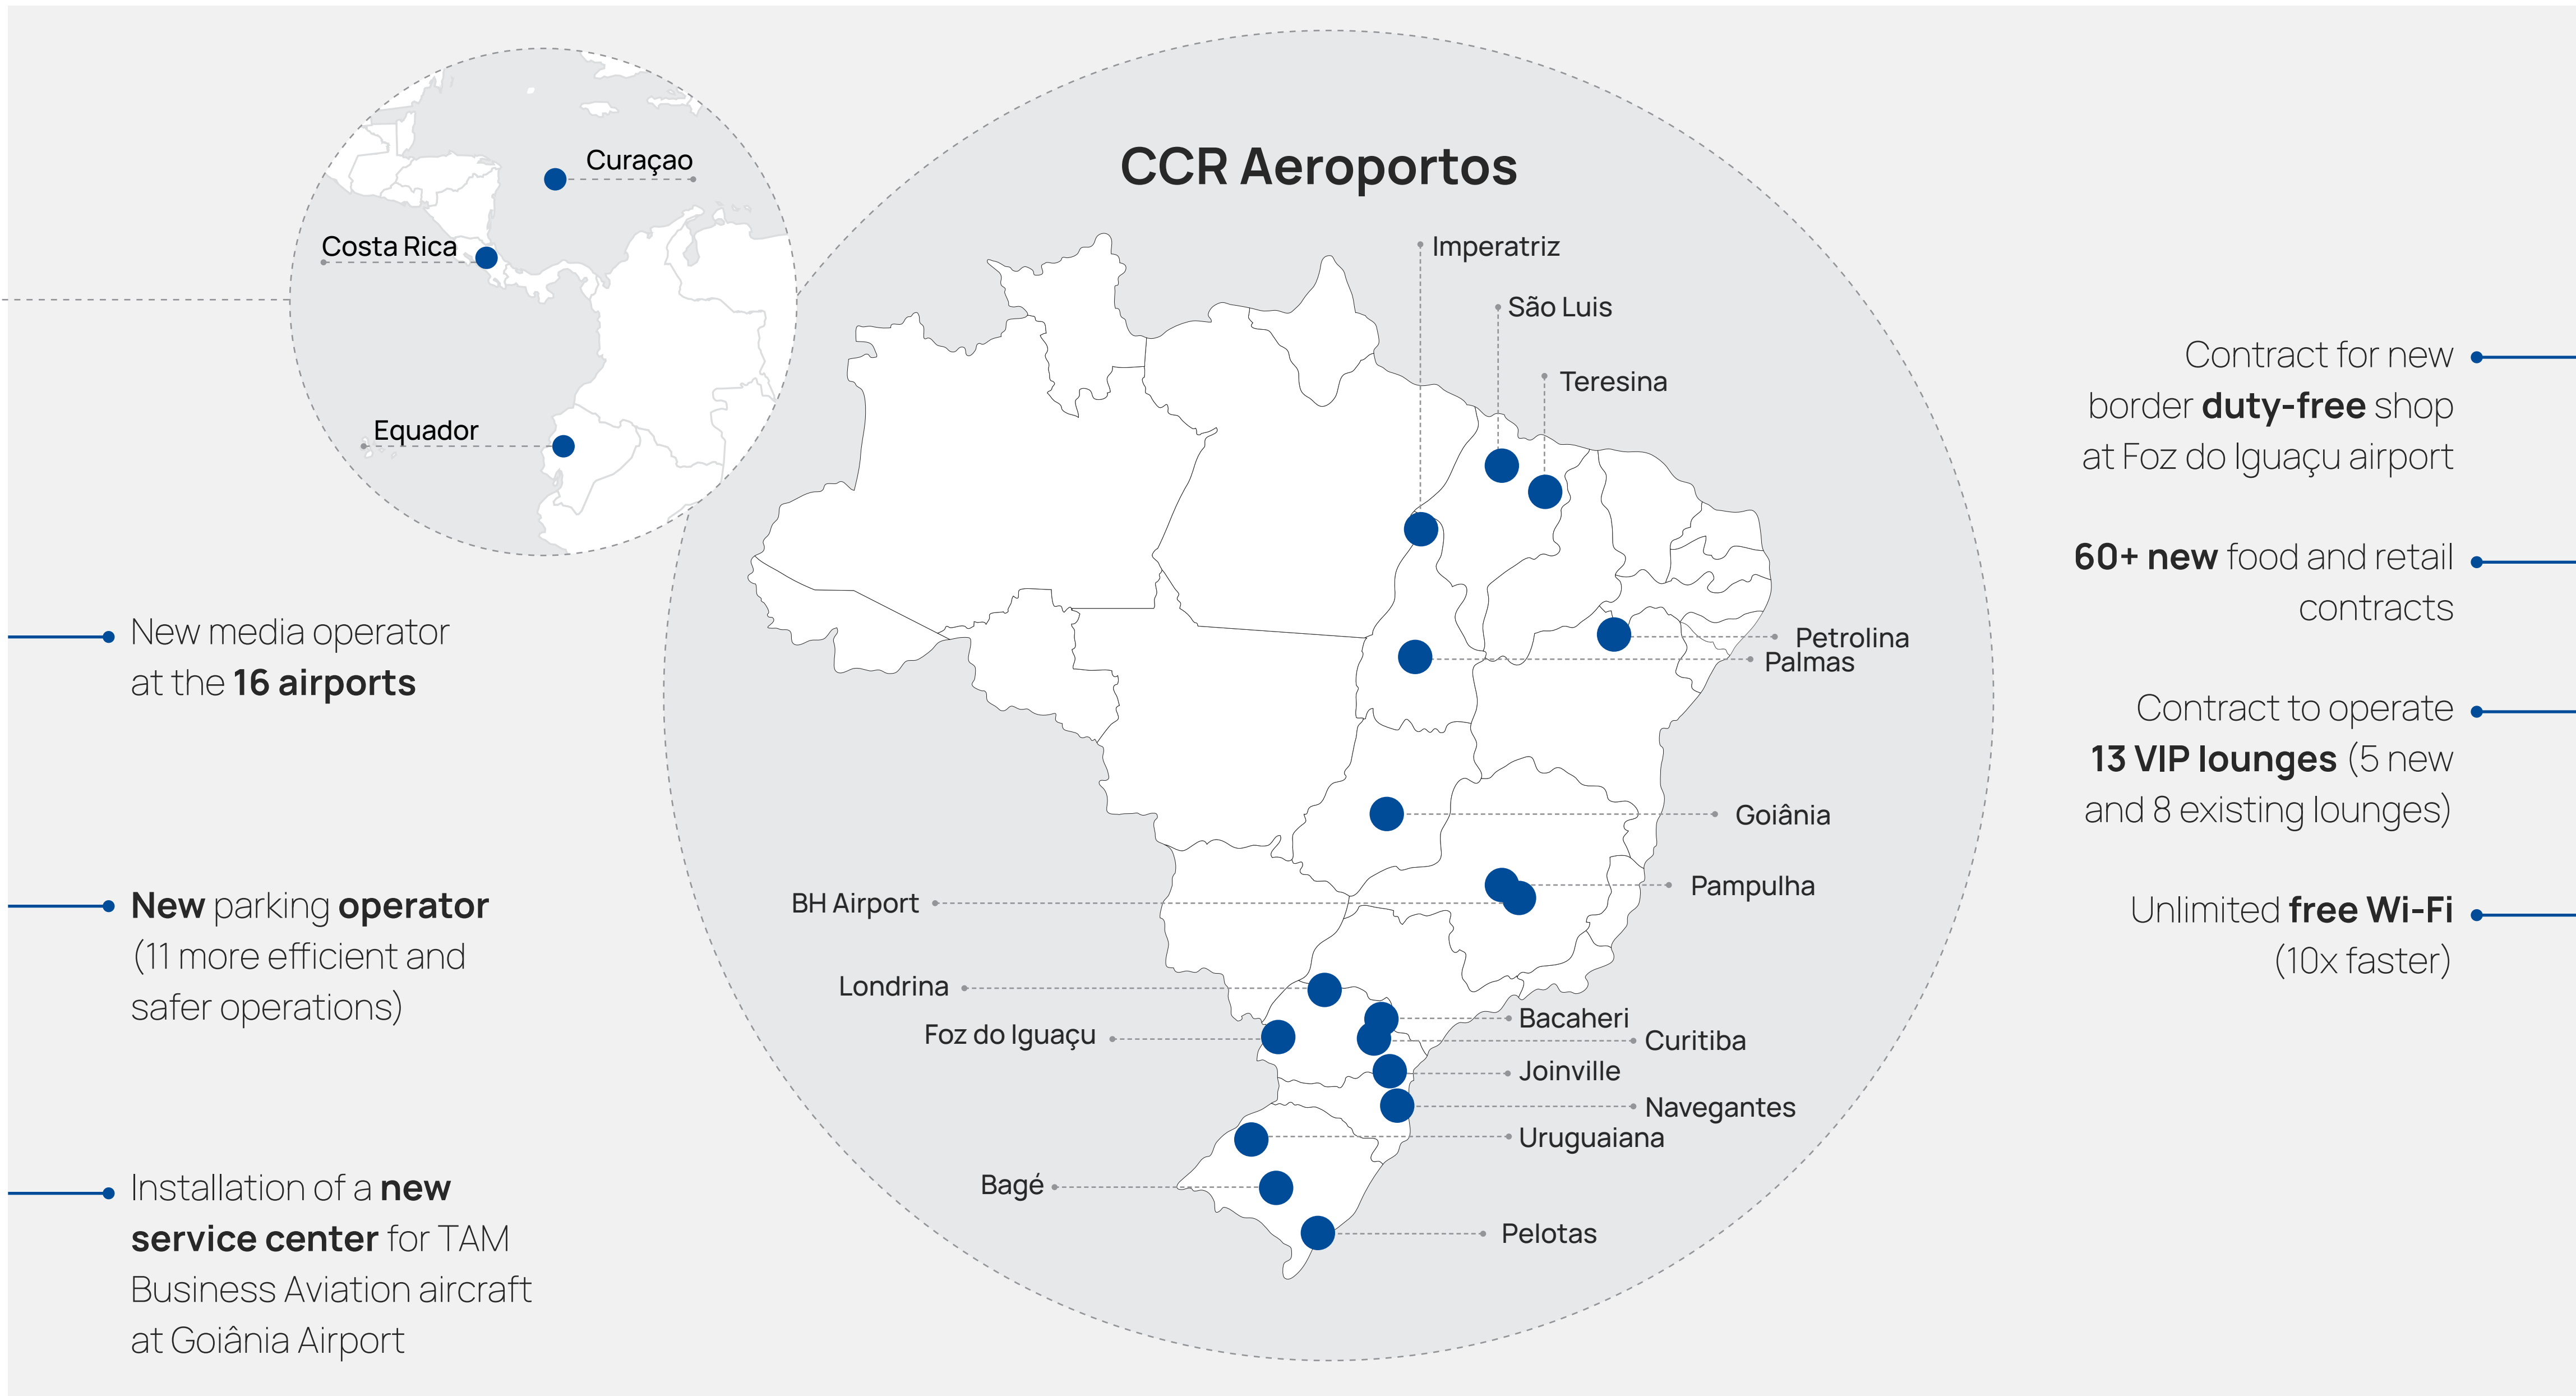 CCR Aeroportos
Curaçao
Costa Rica
Equador
New media operator
at the 16 airports
New parking operator
(11 more efficient and
safer operations)
Installation of a new
service center for TAM
Business Aviation aircraft
at Goiânia Airport
Imperatriz
São Luis
Teresina
Petrolina
Palmas
Goiânia
Pampulha
BH Airport
Londrina
Foz do Iguaçu
Bacaheri
Curitiba
Joinville
Navegantes
Uruguaiana
Bagé
Pelotas
Contract for new
border duty-free shop
at Foz do Iguaçu airport
60+ new food and retail
contracts
Contract to operate
13 VIP lounges (5 new
and 8 existing lounges)
Unlimited free Wi-Fi
(10x faster)